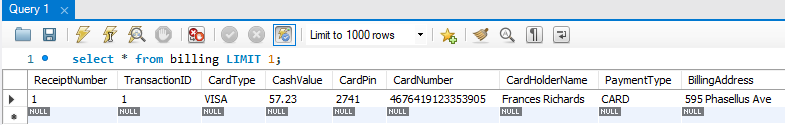 Query 1
Limit to 1000 rows
1 select * from billing LIMIT 1;
ReceiptNumber TransactionID CardType CashValue CardPin CardNumber CardHolderName PaymentType BillingAddress
1 1 VISA 57.23 2741 4676419123353905 Frances Richards CARD 595 Phasellus Ave
NULL NULL NULL NULL NULL NULL NULL NULL NULL